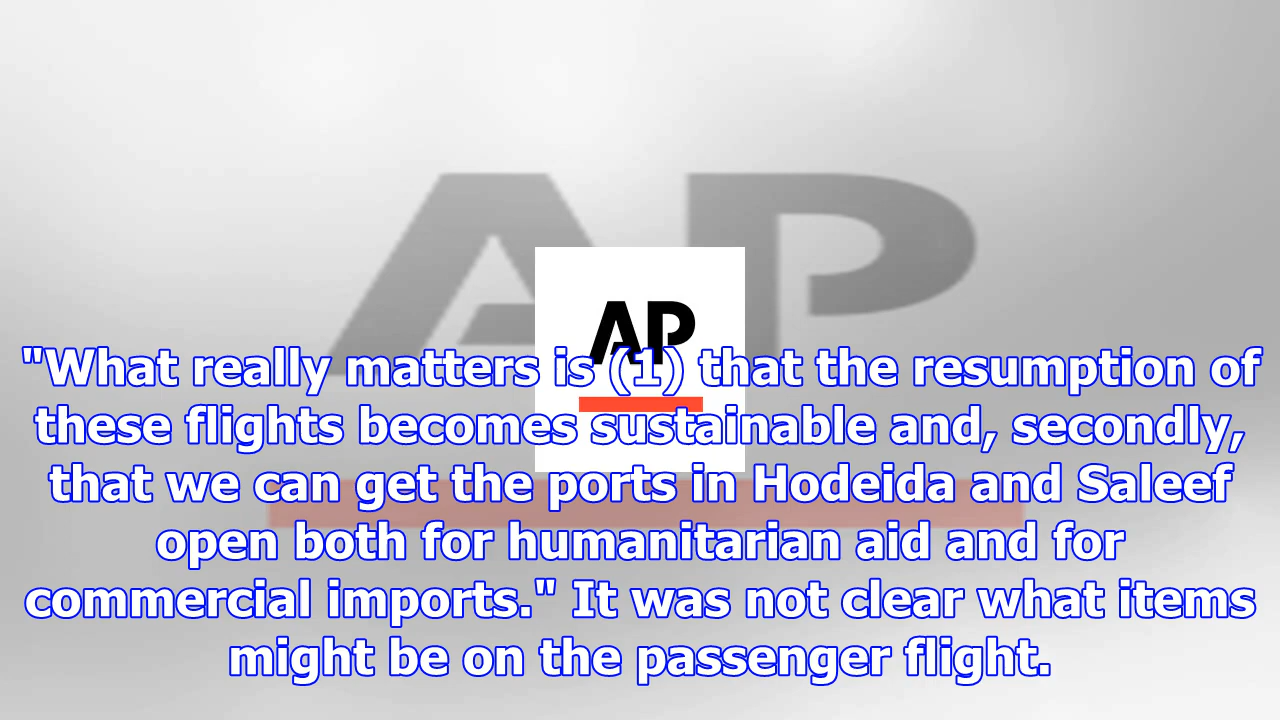 AP
AP
"What really matters is (1) that the resumption of
these flights becomes sustainable and, secondly,
that we can get the ports in Hodeida and Saleef
open both for humanitarian aid and for
commercial imports." It was not clear what items
might be on the passenger flight.